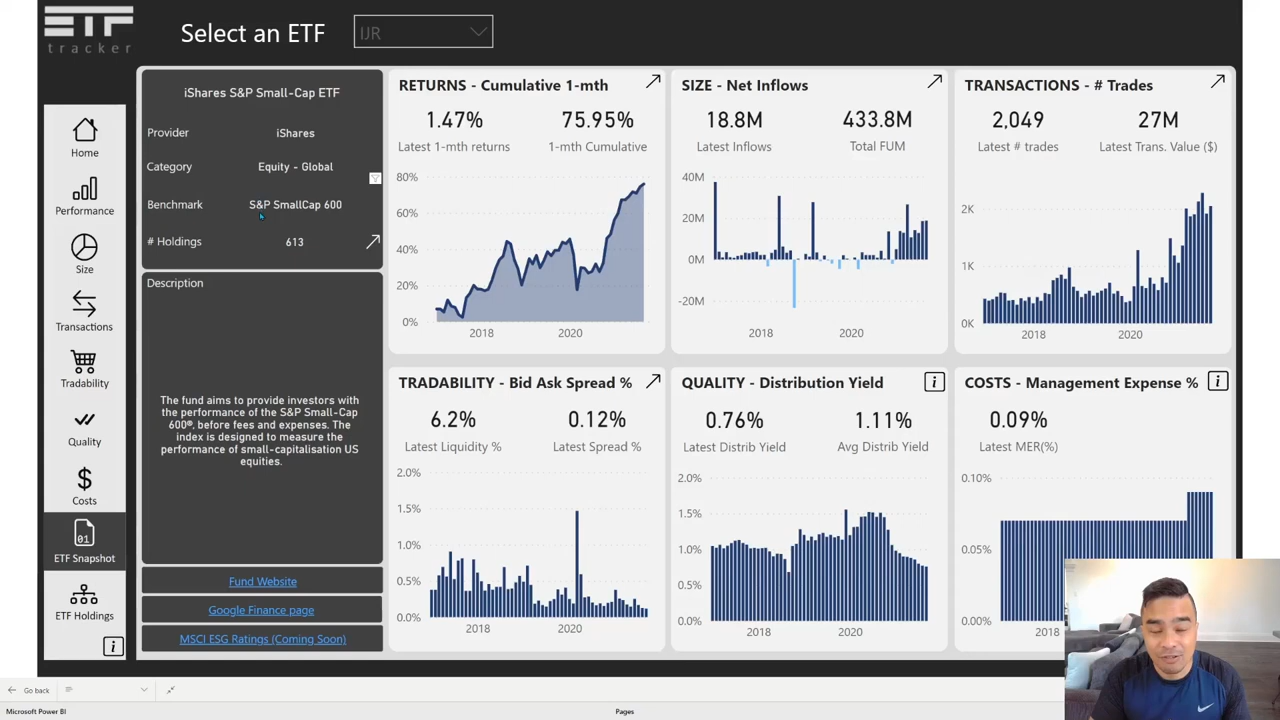 ETF
tracker
Select an ETF
IJR
Home
Performance
Size
Transactions
Tradability
Quality
Costs
01
ETF Snapshot
ETF Holdings
i
iShares S&P Small-Cap ETF
Provider iShares
Category Equity - Global
Benchmark S&P SmallCap 600
# Holdings 613
Description
The fund aims to provide investors with
the performance of the S&P Small-Cap
600®, before fees and expenses. The
index is designed to measure the
performance of small-capitalisation US
equities.
Fund Website
Google Finance page
MSCI ESG Ratings (Coming Soon)
RETURNS - Cumulative 1-mth
1.47% 75.95%
Latest 1-mth returns 1-mth Cumulative
80%
60%
40%
20%
0%
2018 2020
SIZE - Net Inflows
18.8M 433.8M
Latest Inflows Total FUM
40M
20M
0M
-20M
2018 2020
TRANSACTIONS - # Trades
2,049 27M
Latest # trades Latest Trans. Value ($)
2K
1K
0K
2018 2020
TRADABILITY - Bid Ask Spread %
6.2% 0.12%
Latest Liquidity % Latest Spread %
2.0%
1.5%
1.0%
0.5%
0.0%
2018 2020
QUALITY - Distribution Yield i
0.76% 1.11%
Latest Distrib Yield Avg Distrib Yield
2.0%
1.5%
1.0%
0.5%
0.0%
2018 2020
COSTS - Management Expense % i
0.09%
Latest MER(%)
0.10%
0.05%
0.00%
2018
Go back
Microsoft Power BI Pages